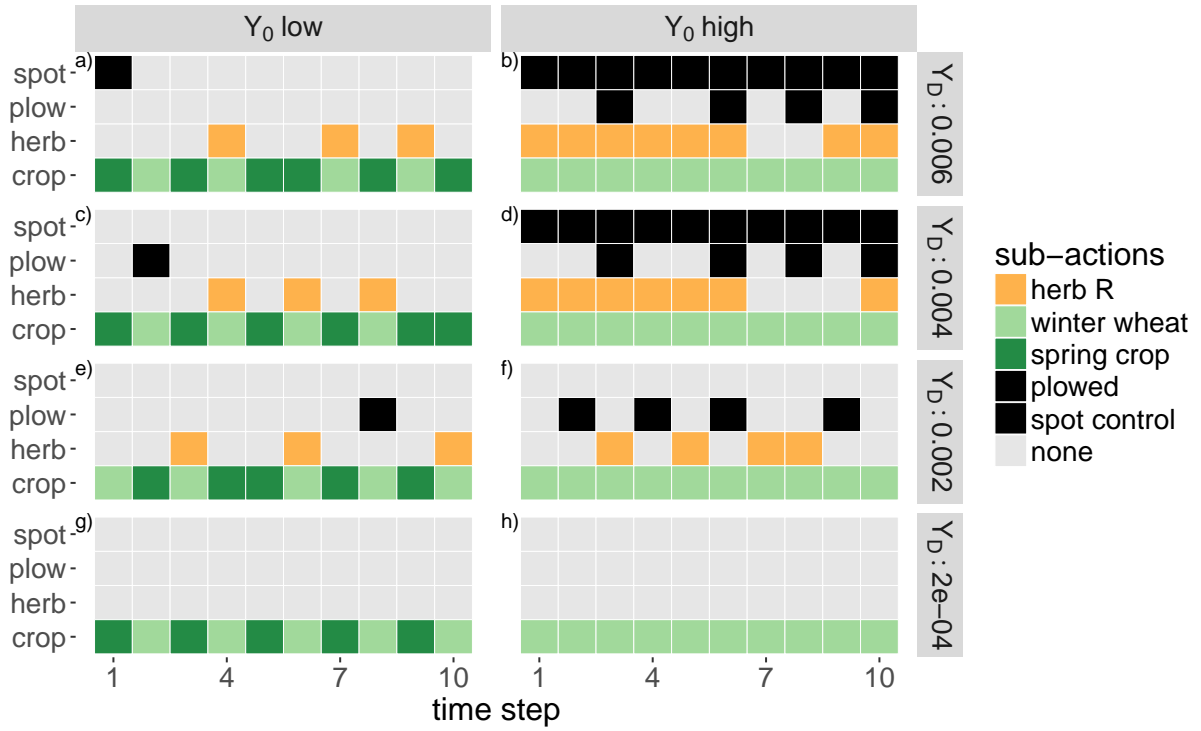 Y0 low
Y0 high
a)
b)
spot
plow
herb
crop
YD: 0.006
c)
d)
spot
plow
herb
crop
YD: 0.004
e)
f)
spot
plow
herb
crop
YD: 0.002
g)
h)
spot
plow
herb
crop
YD: 2e−04
1
4
7
10
1
4
7
10
time step
sub−actions
herb R
winter wheat
spring crop
plowed
spot control
none